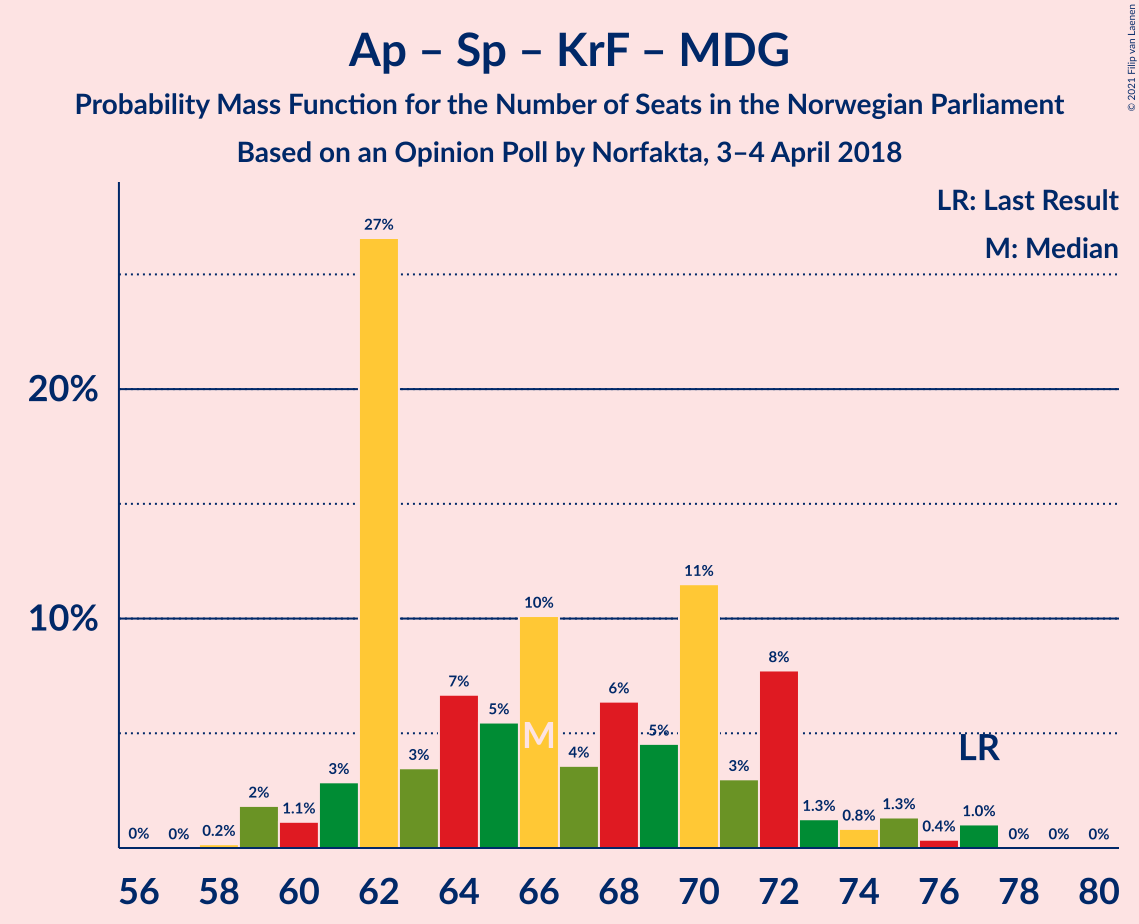 Ap – Sp – KrF – MDG
Probability Mass Function for the Number of Seats in the Norwegian Parliament
Based on an Opinion Poll by Norfakta, 3–4 April 2018
© 2021 Filip van Laenen
LR: Last Result
M: Median
20%
10%
0% 0% 0.2% 2% 1.1% 3% 27% 3% 7% 5% 10% 4% 6% 5% 11% 3% 8% 1.3% 0.8% 1.3% 0.4% 1.0% 0% 0% 0%
M
LR
56 58 60 62 64 66 68 70 72 74 76 78 80